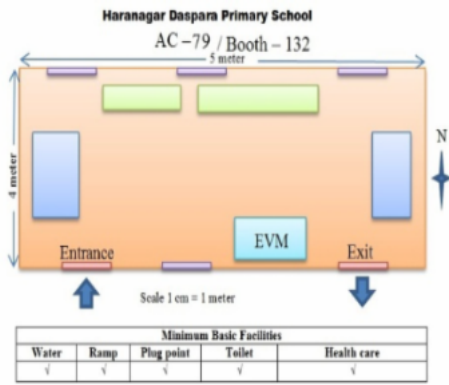 Haranagar Daspara Primary School
AC –79 / Booth – 132
5 meter
4 meter
N
EVM
Entrance
Exit
Scale 1 cm = 1 meter
Minimum Basic Facilities
Water Ramp Plug point Toilet Health care
√ √ √ √ √